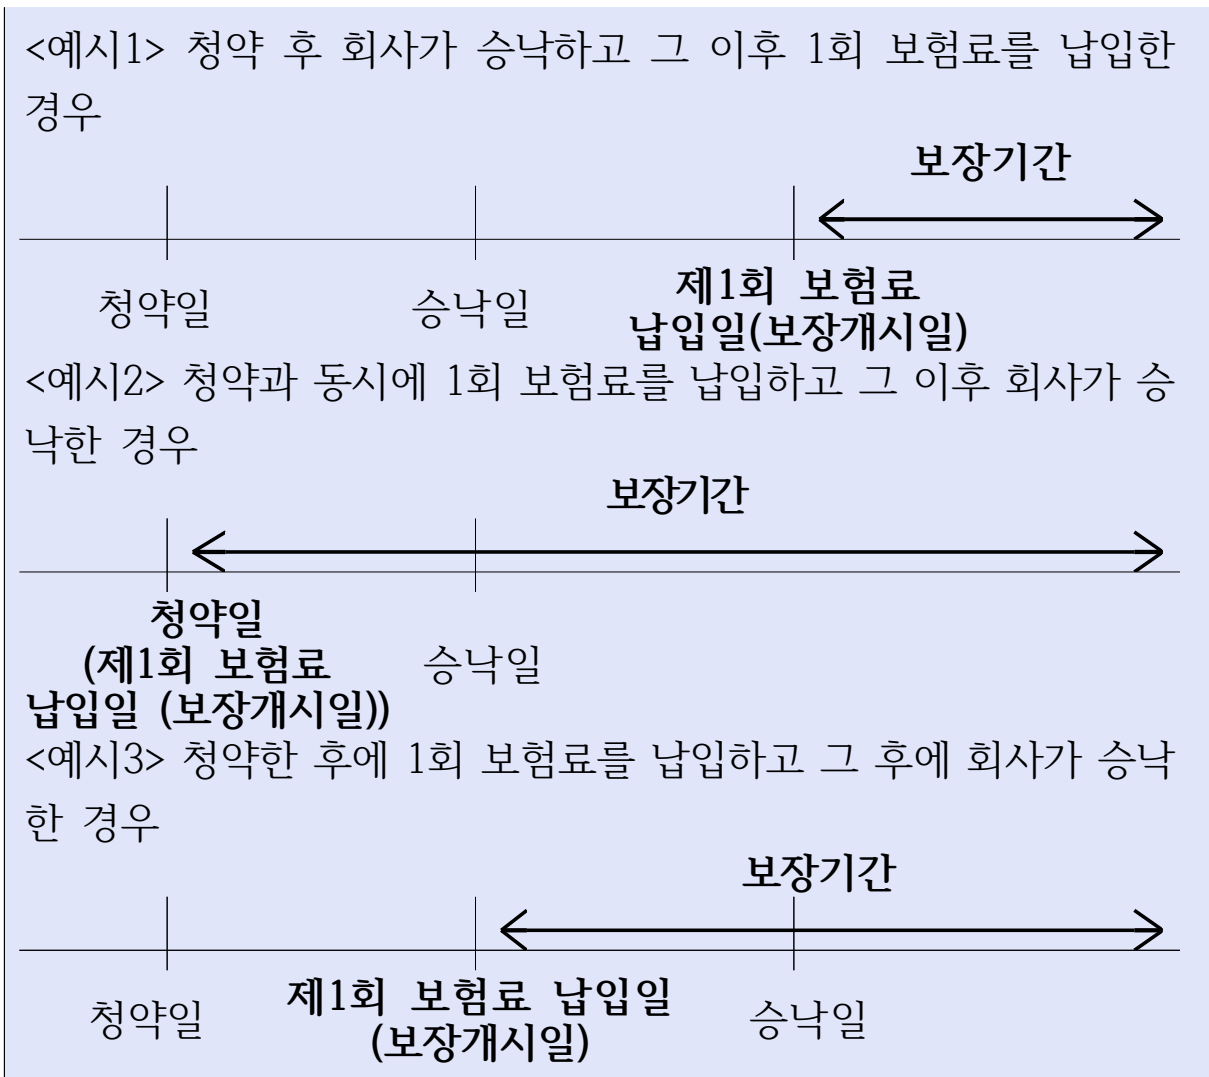 <예시1> 청약 후 회사가 승낙하고 그 이후 1회 보험료를 납입한
경우
보장기간
청약일
승낙일
제1회 보험료
납입일(보장개시일)
<예시2> 청약과 동시에 1회 보험료를 납입하고 그 이후 회사가 승
낙한 경우
보장기간
청약일
(제1회 보험료
납입일 (보장개시일))
승낙일
<예시3> 청약한 후에 1회 보험료를 납입하고 그 후에 회사가 승낙
한 경우
보장기간
청약일
제1회 보험료 납입일
(보장개시일)
승낙일